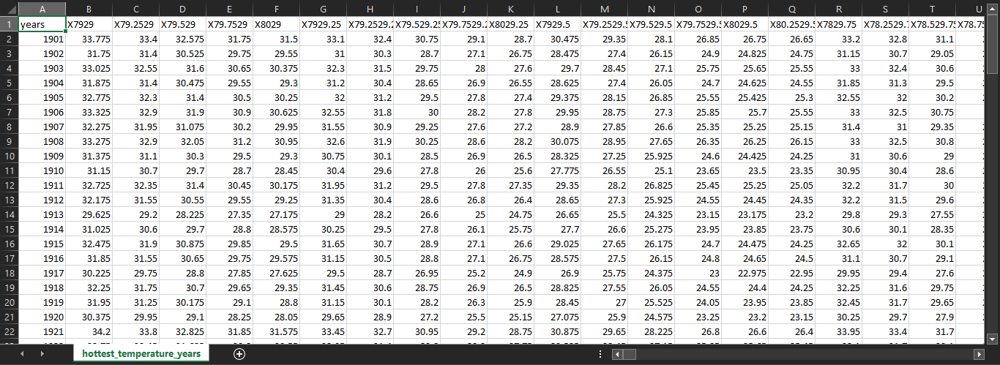 A B C D E F G H I J K L M N O P Q R S T U
1 years X7929 X79.2529 X79.529 X79.7529 X8029 X7929.25 X79.2529.2 X79.529.25 X79.7529.2 X8029.25 X7929.5 X79.2529.5 X79.529.5 X79.7529.5 X8029.5 X80.2529.5 X7829.75 X78.2529.7 X78.529.75 X78.75
2 1901 33.775 33.4 32.575 31.75 31.5 33.1 32.4 30.75 29.1 28.7 30.475 29.35 28.1 26.85 26.75 26.65 33.2 32.8 31.1
3 1902 31.75 31.4 30.525 29.75 29.55 31 30.3 28.7 27.1 26.75 28.475 27.4 26.15 24.9 24.825 24.75 31.15 30.7 29.05
4 1903 33.025 32.55 31.6 30.65 30.375 32.3 31.5 29.75 28 27.6 29.7 28.45 27.1 25.75 25.65 25.55 33 32.4 30.6
5 1904 31.875 31.4 30.475 29.55 29.3 31.2 30.4 28.65 26.9 26.55 28.625 27.4 26.05 24.7 24.625 24.55 31.85 31.3 29.5
6 1905 32.775 32.3 31.4 30.5 30.25 32 31.2 29.5 27.8 27.4 29.375 28.15 26.85 25.55 25.425 25.3 32.55 32 30.2
7 1906 33.325 32.9 31.9 30.9 30.625 32.55 31.8 30 28.2 27.8 29.95 28.75 27.3 25.85 25.7 25.55 33 32.5 30.75
8 1907 32.275 31.95 31.075 30.2 29.95 31.55 30.9 29.25 27.6 27.2 28.9 27.85 26.6 25.35 25.25 25.15 31.4 31 29.35
9 1908 33.275 32.9 32.05 31.2 30.95 32.6 31.9 30.25 28.6 28.2 30.075 28.95 27.65 26.35 26.25 26.15 33 32.5 30.8
10 1909 31.375 31.1 30.3 29.5 29.3 30.75 30.1 28.5 26.9 26.5 28.325 27.25 25.925 24.6 24.425 24.25 31 30.6 29
11 1910 31.15 30.7 29.7 28.7 28.45 30.4 29.6 27.8 26 25.6 27.775 26.55 25.1 23.65 23.5 23.35 30.95 30.4 28.6
12 1911 32.725 32.35 31.4 30.45 30.175 31.95 31.2 29.5 27.8 27.35 29.35 28.2 26.825 25.45 25.25 25.05 32.2 31.7 30
13 1912 32.175 31.55 30.55 29.55 29.25 31.35 30.4 28.6 26.8 26.4 28.65 27.3 25.925 24.55 24.45 24.35 32.2 31.5 29.6
14 1913 29.625 29.2 28.225 27.35 27.175 29 28.2 26.6 25 24.75 26.65 25.5 24.325 23.15 23.175 23.2 29.8 29.3 27.55
15 1914 31.025 30.6 29.7 28.8 28.575 30.25 29.5 27.8 26.1 25.75 27.7 26.6 25.275 23.95 23.85 23.75 30.6 30.1 28.35
16 1915 32.475 31.9 30.875 29.85 29.5 31.65 30.7 28.9 27.1 26.6 29.025 27.65 26.175 24.7 24.475 24.25 32.65 32 30.1
17 1916 31.85 31.55 30.65 29.75 29.575 31.15 30.5 28.8 27.1 26.75 28.575 27.5 26.15 24.8 24.65 24.5 31.1 30.7 29.1
18 1917 30.225 29.75 28.8 27.85 27.625 29.5 28.7 26.95 25.2 24.9 26.9 25.75 24.375 23 22.975 22.95 29.95 29.4 27.6
19 1918 32.25 31.75 30.7 29.65 29.35 31.45 30.6 28.75 26.9 26.5 28.825 27.55 26.05 24.55 24.4 24.25 32.25 31.6 29.75
20 1919 31.95 31.25 30.175 29.1 28.8 31.15 30.1 28.2 26.3 25.9 28.45 27 25.525 24.05 23.95 23.85 32.45 31.7 29.65
21 1920 30.375 29.95 29.1 28.25 28.05 29.65 28.9 27.2 25.5 25.15 27.075 25.9 24.575 23.25 23.2 23.15 30.25 29.7 27.9
22 1921 34.2 33.8 32.825 31.85 31.575 33.45 32.7 30.95 29.2 28.75 30.875 29.65 28.225 26.8 26.6 26.4 33.95 33.4 31.7
hottest_temperature_years